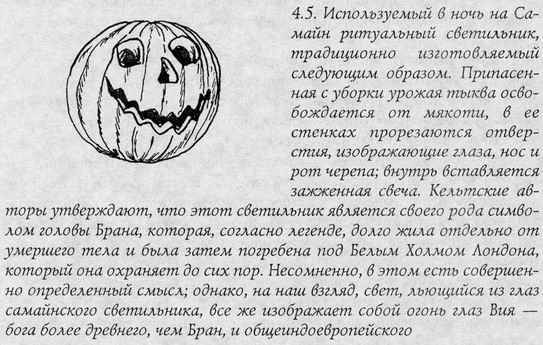 4.5. Используемый в ночь на Са-
майн ритуальный светильник,
традиционно изготовляемый
следующим образом. Припасен-
ная с уборки урожая тыква осво-
бождается от мякоти, в ее
стенках прорезаются отвер-
стия, изображающие глаза, нос и
рот черепа; внутрь вставляется
зажженная свеча. Кельтские ав-
торы утверждают, что этот светильник является своего рода симво-
лом головы Брана, которая, согласно легенде, долго жила отдельно от
умершего тела и была затем погребена под Белым Холмом Лондона,
который она охраняет до сих пор. Несомненно, в этом есть совершен-
но определенный смысл; однако, на наш взгляд, свет, льющийся из глаз
самайнского светильника, все же изображает собой огонь глаз Вия —
бога более древнего, чем Бран, и общеиндоевропейского